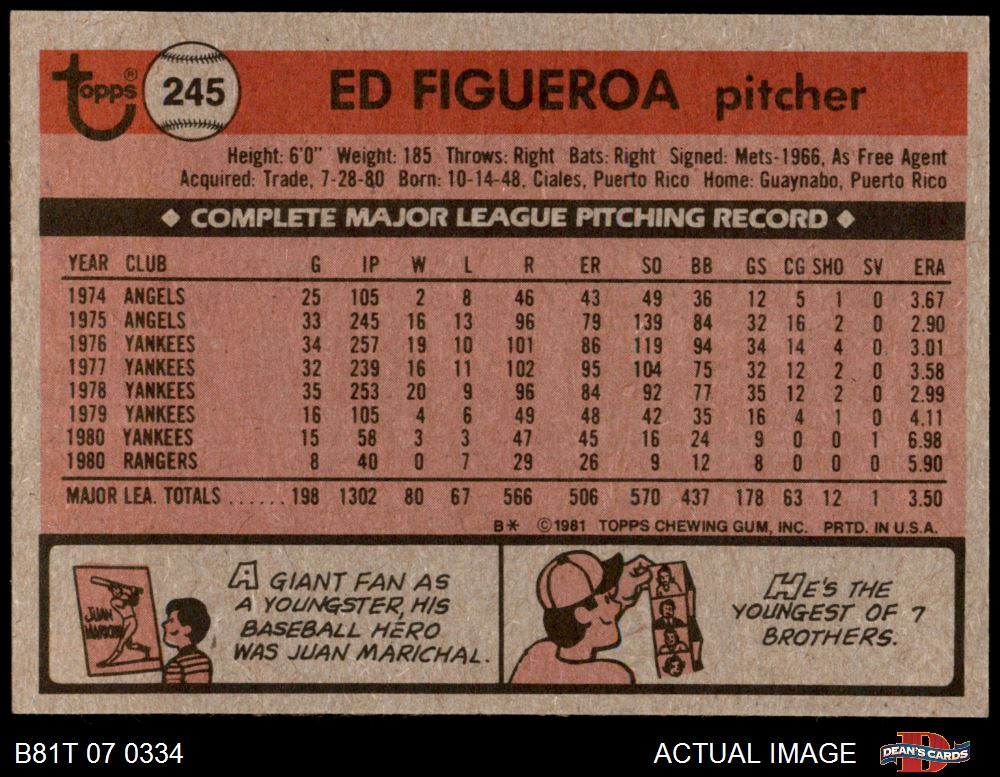 Topps® 245 ED FIGUEROA pitcher
Height: 6'0" Weight: 185 Throws: Right Bats: Right Signed: Mets-1966, As Free Agent
Acquired: Trade, 7-28-80 Born: 10-14-48, Ciales, Puerto Rico Home: Guaynabo, Puerto Rico
◆ COMPLETE MAJOR LEAGUE PITCHING RECORD ◆
YEAR CLUB G IP W L R ER SO BB GS CG SHO SV ERA
1974 ANGELS 25 105 2 8 46 43 49 36 12 5 1 0 3.67
1975 ANGELS 33 245 16 13 96 79 139 84 32 16 2 0 2.90
1976 YANKEES 34 257 19 10 101 86 119 94 34 14 4 0 3.01
1977 YANKEES 32 239 16 11 102 95 104 75 32 12 2 0 3.58
1978 YANKEES 35 253 20 9 96 84 92 77 35 12 2 0 2.99
1979 YANKEES 16 105 4 6 49 48 42 35 16 4 1 0 4.11
1980 YANKEES 15 58 3 3 47 45 16 24 9 0 0 1 6.98
1980 RANGERS 8 40 0 7 29 26 9 12 8 0 0 0 5.90
MAJOR LEA. TOTALS ...... 198 1302 80 67 566 506 570 437 178 63 12 1 3.50
B* ©1981 TOPPS CHEWING GUM, INC. PRTD. IN U.S.A.
JUAN
A GIANT FAN AS
A YOUNGSTER, HIS
BASEBALL HERO
WAS JUAN MARICHAL.
HE'S THE
YOUNGEST OF 7
BROTHERS.
B81T 07 0334
ACTUAL IMAGE
DEAN'S CARDS